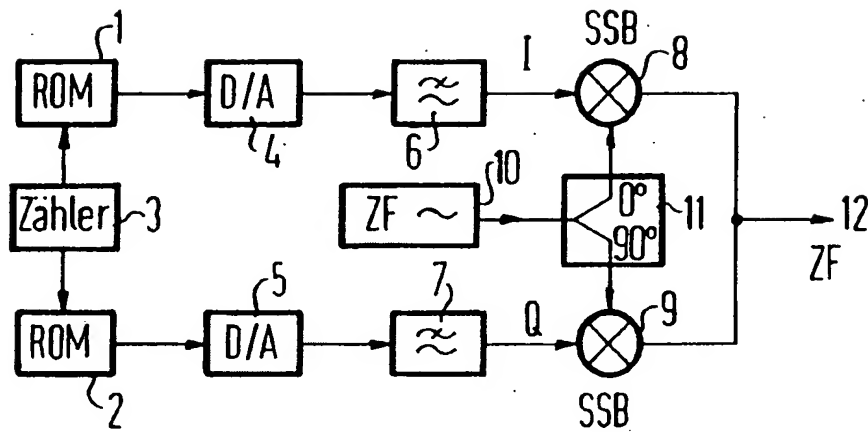 1
ROM
D/A
4
6
I
SSB
8
Zähler
3
ZF ~
10
0°
90°
11
12
ZF
ROM
2
5
D/A
7
Q
9
SSB